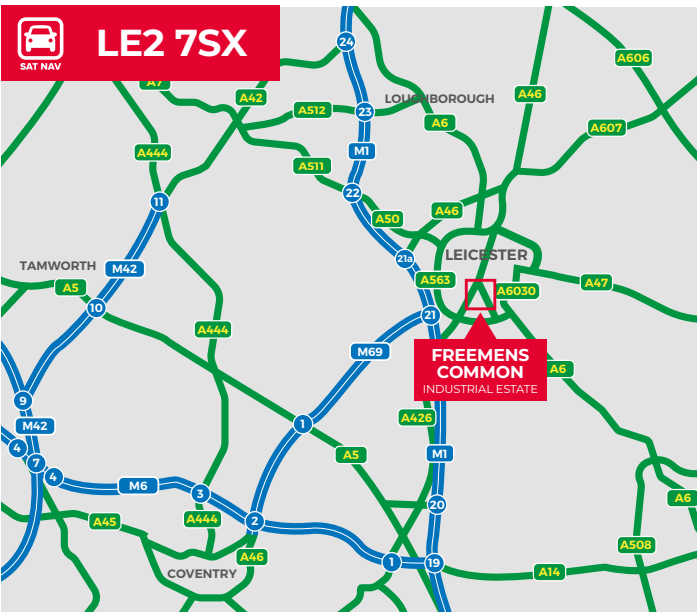 LE2 7SX
SAT NAV
24
A606
A7
A42
A46
LOUGHBOROUGH
A512
23
A6
A607
A444
M1
A511
22
11
A46
A50
LEICESTER
21a
TAMWORTH
M42
A563
A47
A5
A6030
10
21
A444
M69
FREEMENS
COMMON
INDUSTRIAL ESTATE
A6
9
1
A426
M42
4
7
A5
M1
4
M6
3
A6
20
A444
A45
2
A508
A46
1
19
COVENTRY
A14